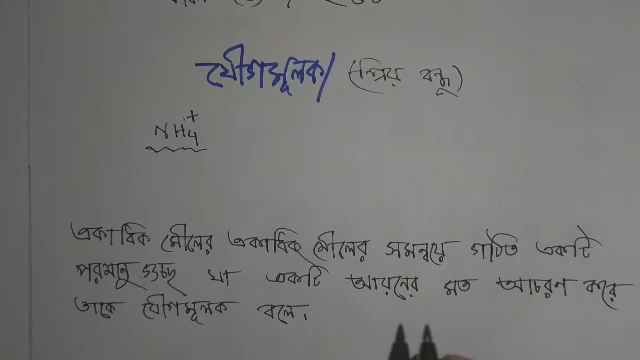 যৌগমূলক/ (প্রিয় বন্ধু)
NH4+
একাধিক মৌলের একাধিক মৌলের সমন্বয়ে গঠিত একটি
পরমানু গুচ্ছ যা একটি আয়নের মত আচরণ করে
তাকে যৌগমূলক বলে।